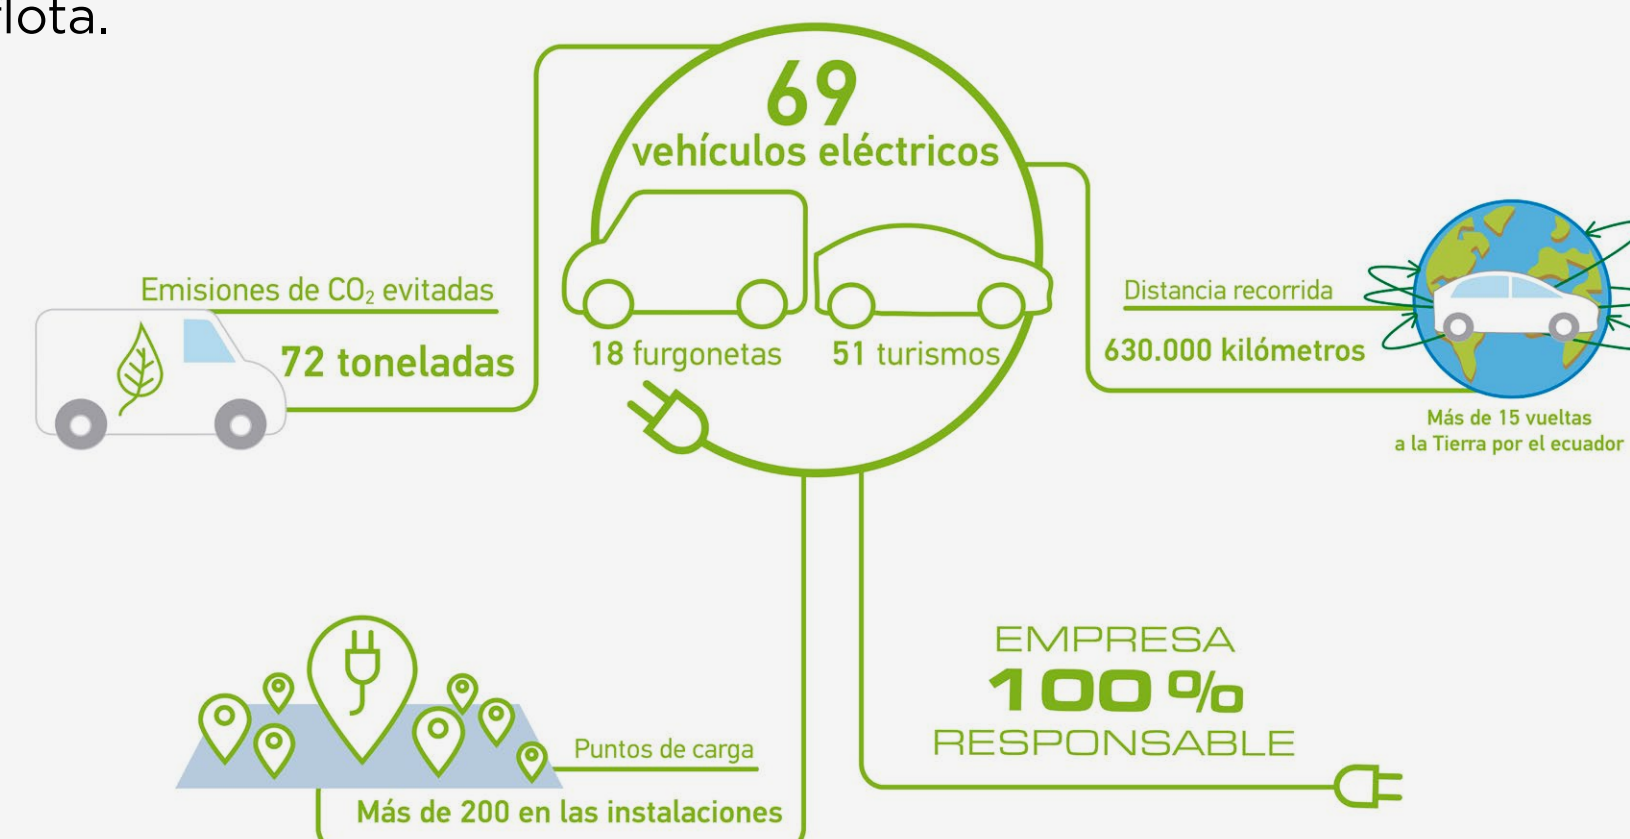 flota.
69
vehículos eléctricos
18 furgonetas
51 turismos
Emisiones de CO₂ evitadas
72 toneladas
Distancia recorrida
630.000 kilómetros
Más de 15 vueltas
a la Tierra por el ecuador
Puntos de carga
Más de 200 en las instalaciones
EMPRESA
100%
RESPONSABLE